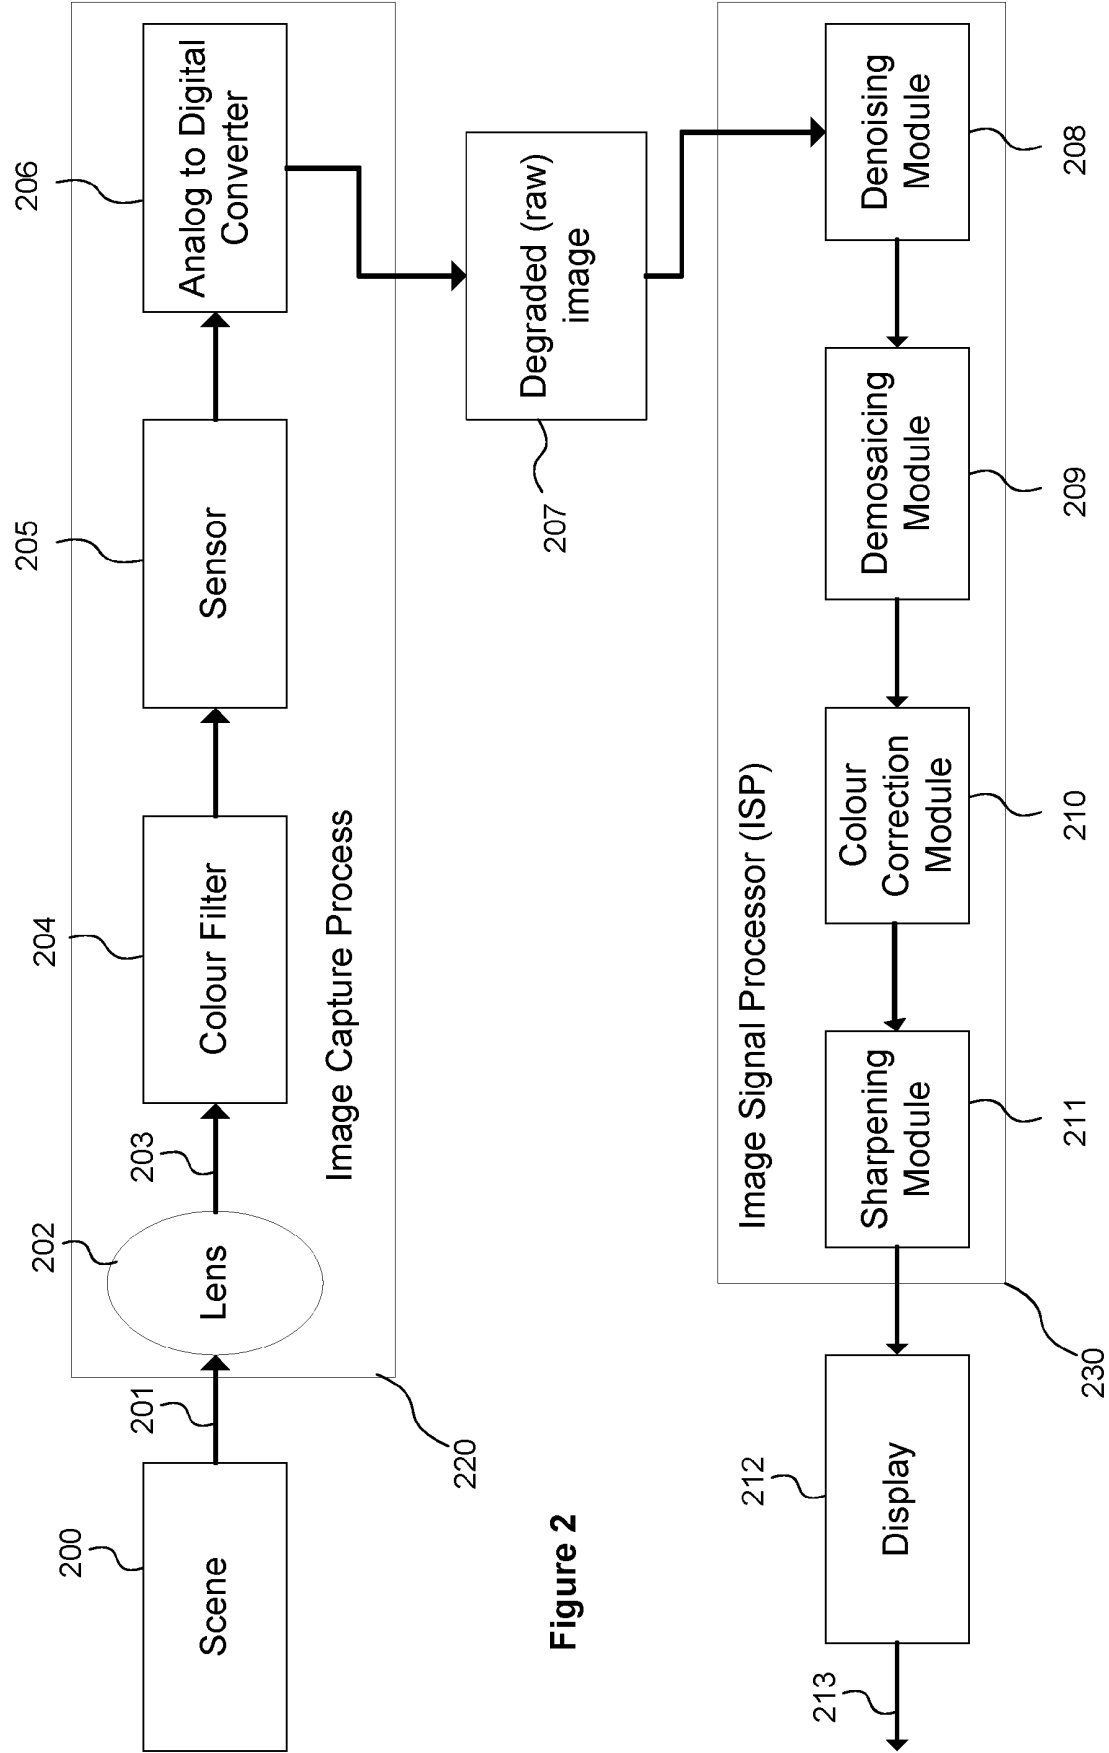 206
205
204
203
202
201
200
Analog to Digital
Converter
Sensor
Colour Filter
Lens
Scene
Image Capture Process
220
Degraded (raw)
image
207
Figure 2
Image Signal Processor (ISP)
Denoising
Module
Demosaicing
Module
Colour
Correction
Module
Sharpening
Module
Display
208
209
210
211
230
212
213